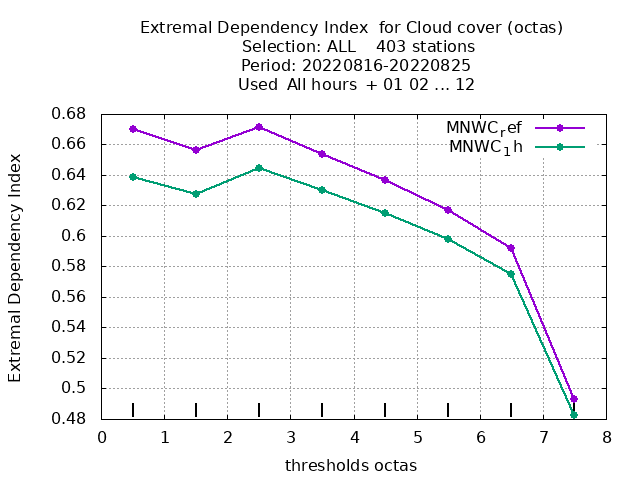 Extremal Dependency Index  for Cloud cover (octas)
Selection: ALL    403 stations
Period: 20220816-20220825
Used  All hours  + 01 02 ... 12
MNWC_ref
MNWC_1h
Extremal Dependency Index
0.68
0.66
0.64
0.62
0.6
0.58
0.56
0.54
0.52
0.5
0.48
0 1 2 3 4 5 6 7 8
thresholds octas